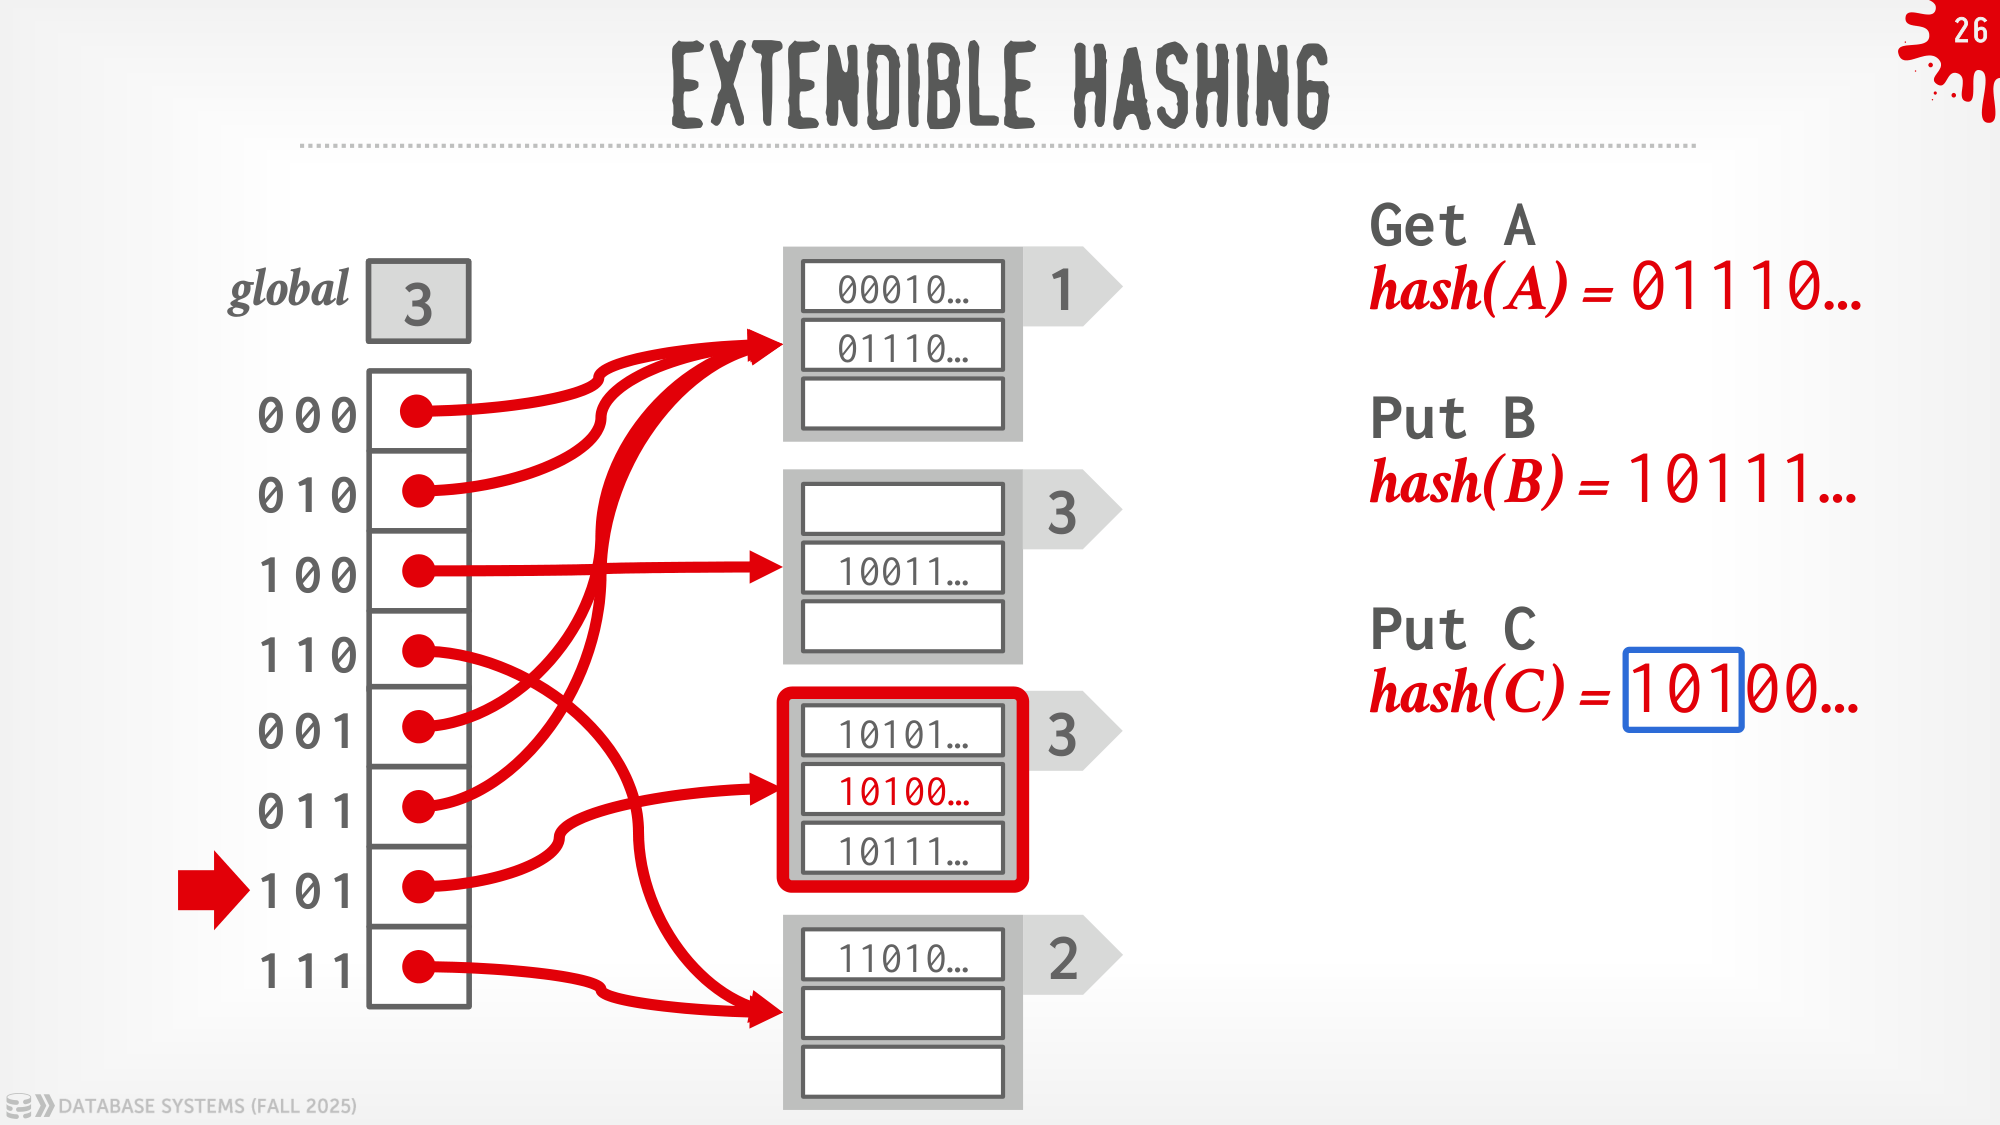 26
EXTENDIBLE HASHING
global 3
000
010
100
110
001
011
101
111
00010… 1
01110…
3
10011…
10101… 3
10100…
10111…
11010… 2
Get A
hash(A) = 01110…
Put B
hash(B) = 10111…
Put C
hash(C) = 10100…
DATABASE SYSTEMS (FALL 2025)